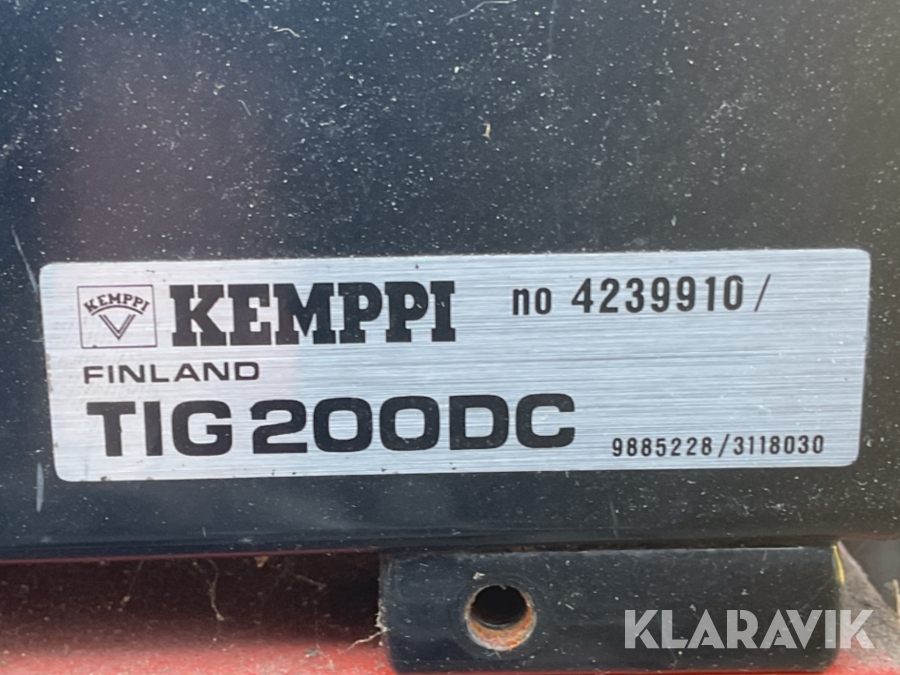 KEMPPI KEMPPI no 4239910/
FINLAND
TIG 200DC 9885228/3118030
KLARAVIK